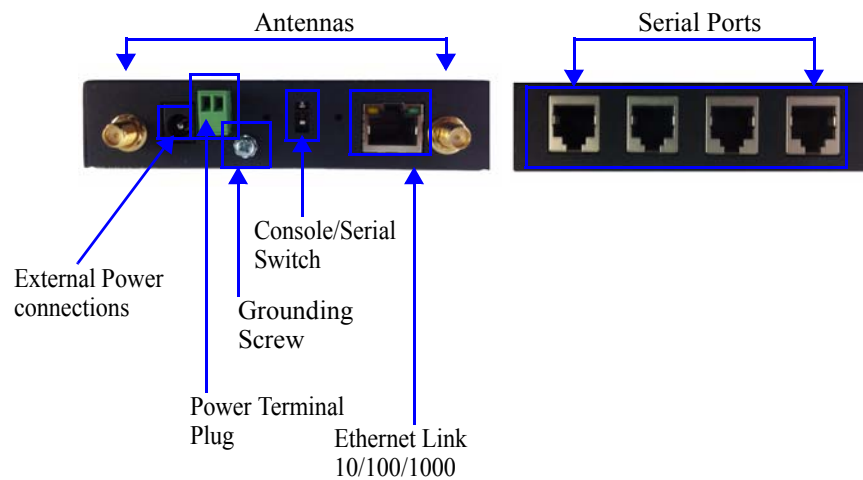 Antennas
Serial Ports
Console/Serial
Switch
External Power
connections
Grounding
Screw
Power Terminal
Plug
Ethernet Link
10/100/1000